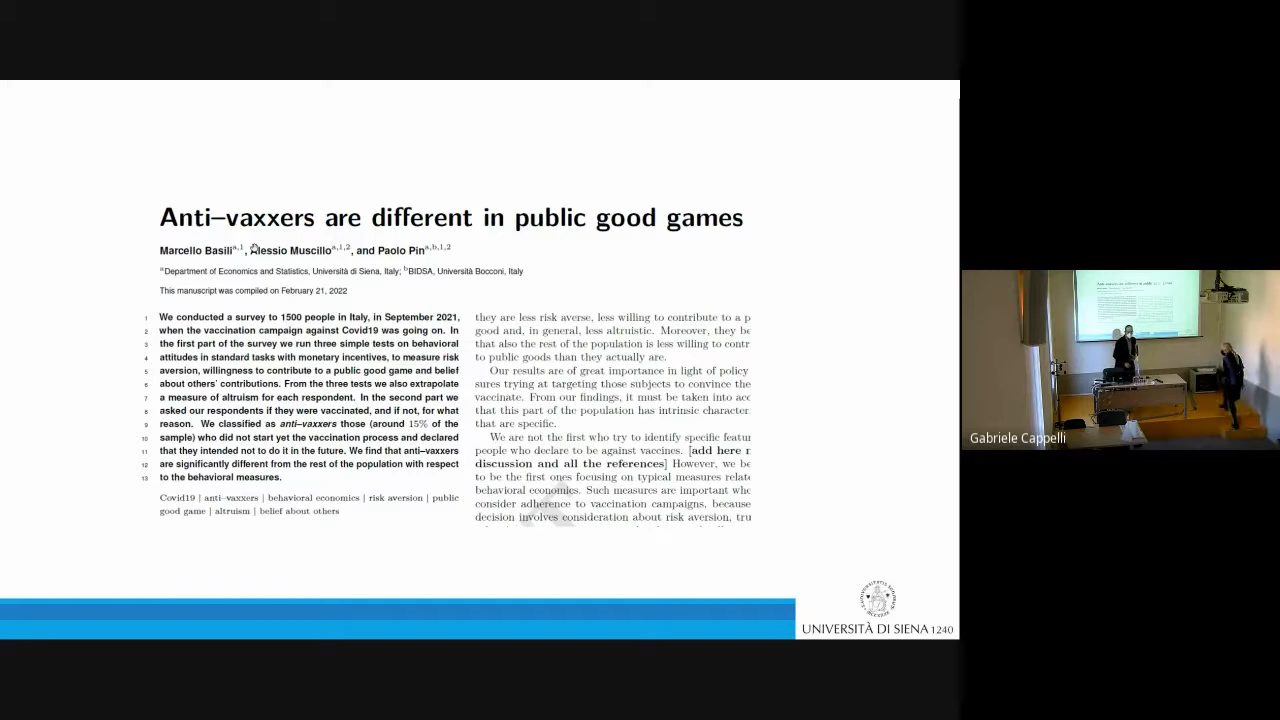 Anti–vaxxers are different in public good games
Marcello Basili a,1, Alessio Muscillo a,1,2, and Paolo Pin a,b,1,2
a Department of Economics and Statistics, Università di Siena, Italy; b BIDSA, Università Bocconi, Italy
This manuscript was compiled on February 21, 2022
1 We conducted a survey to 1500 people in Italy, in September 2021,
2 when the vaccination campaign against Covid19 was going on. In
3 the first part of the survey we run three simple tests on behavioral
4 attitudes in standard tasks with monetary incentives, to measure risk
5 aversion, willingness to contribute to a public good game and belief
6 about others' contributions. From the three tests we also extrapolate
7 a measure of altruism for each respondent. In the second part we
8 asked our respondents if they were vaccinated, and if not, for what
9 reason. We classified as anti–vaxxers those (around 15% of the
10 sample) who did not start yet the vaccination process and declared
11 that they intended not to do it in the future. We find that anti–vaxxers
12 are significantly different from the rest of the population with respect
13 to the behavioral measures.
Covid19 | anti–vaxxers | behavioral economics | risk aversion | public
good game | altruism | belief about others
they are less risk averse, less willing to contribute to a p
good and, in general, less altruistic. Moreover, they be
that also the rest of the population is less willing to contr
to public goods than they actually are.
Our results are of great importance in light of policy
sures trying at targeting those subjects to convince the
vaccinate. From our findings, it must be taken into acc
that this part of the population has intrinsic character
that are specific.
We are not the first who try to identify specific featur
people who declare to be against vaccines. [add here r
discussion and all the references] However, we be
to be the first ones focusing on typical measures relate
behavioral economics. Such measures are important whe
consider adherence to vaccination campaigns, because
decision involves consideration about risk aversion, tru
UNIVERSITÀ DI SIENA 1240
Gabriele Cappelli